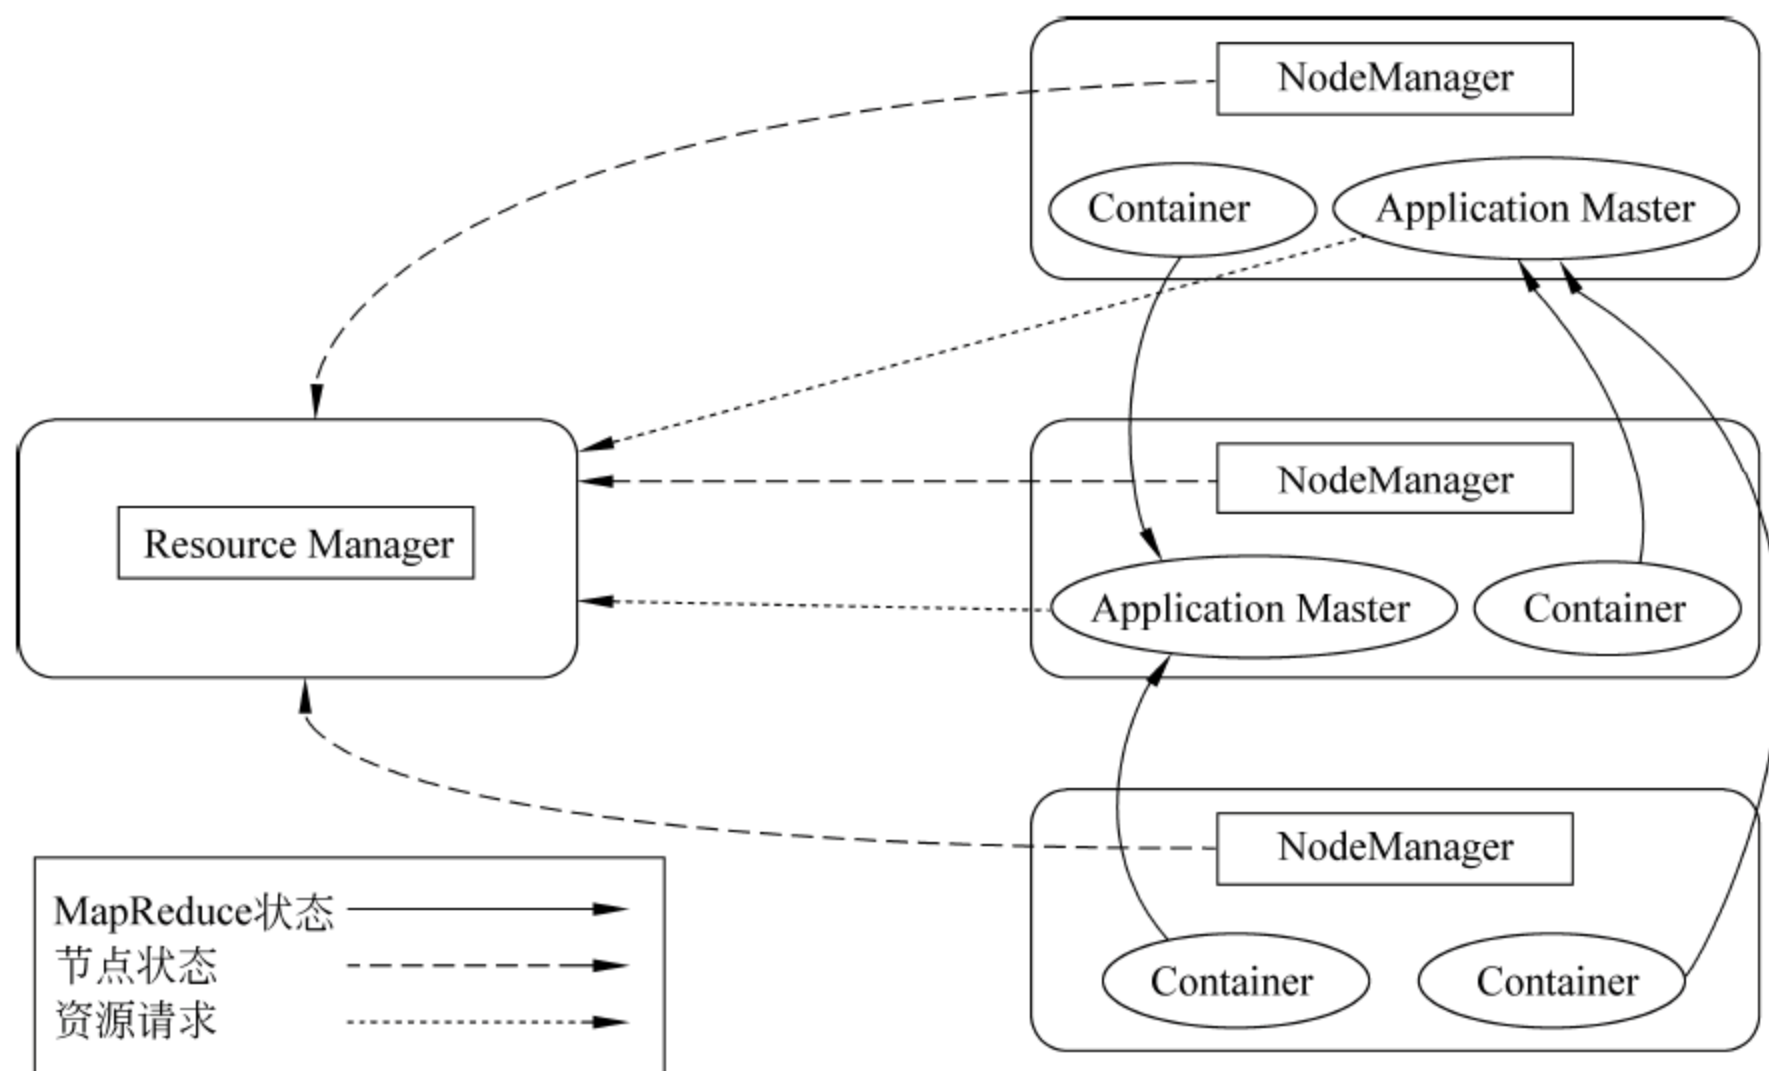 NodeManager
Container
Application Master
Resource Manager
NodeManager
Application Master
Container
NodeManager
Container
Container
MapReduce状态
节点状态
资源请求